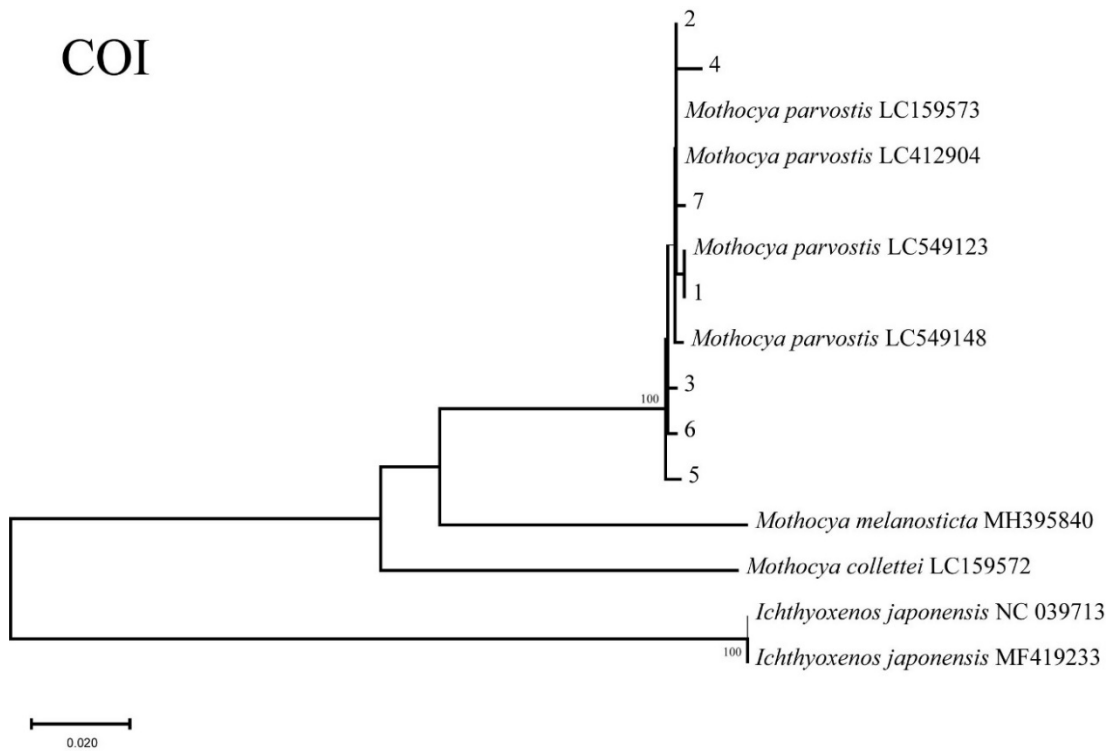 COI
2
4
Mothocya parvostis LC159573
Mothocya parvostis LC412904
7
Mothocya parvostis LC549123
1
Mothocya parvostis LC549148
3
100
6
5
Mothocya melanosticta MH395840
Mothocya collettei LC159572
Ichthyoxenos japonensis NC 039713
100
Ichthyoxenos japonensis MF419233
0.020